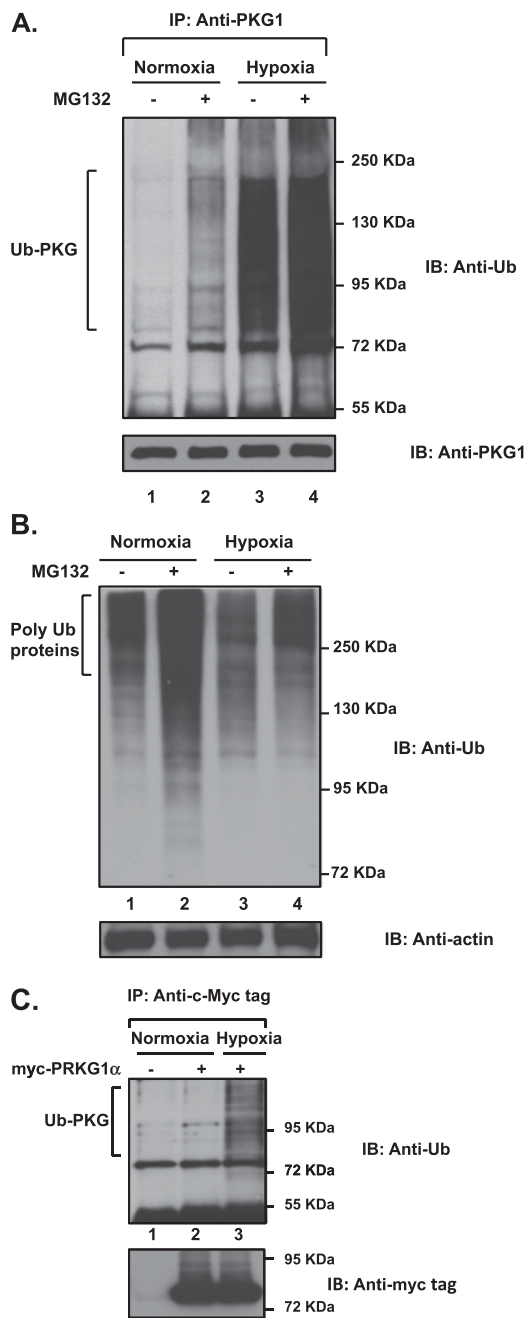 A.
IP: Anti-PKG1
Normoxia Hypoxia
MG132 - + - +
250 KDa
130 KDa
Ub-PKG
IB: Anti-Ub
95 KDa
72 KDa
55 KDa
IB: Anti-PKG1
1 2 3 4
B.
Normoxia Hypoxia
MG132 - + - +
Poly Ub
proteins
250 KDa
130 KDa
IB: Anti-Ub
95 KDa
72 KDa
1 2 3 4
IB: Anti-actin
C.
IP: Anti-c-Myc tag
Normoxia Hypoxia
myc-PRKG1α - + +
Ub-PKG
95 KDa
IB: Anti-Ub
72 KDa
55 KDa
1 2 3
95 KDa
IB: Anti-myc tag
72 KDa